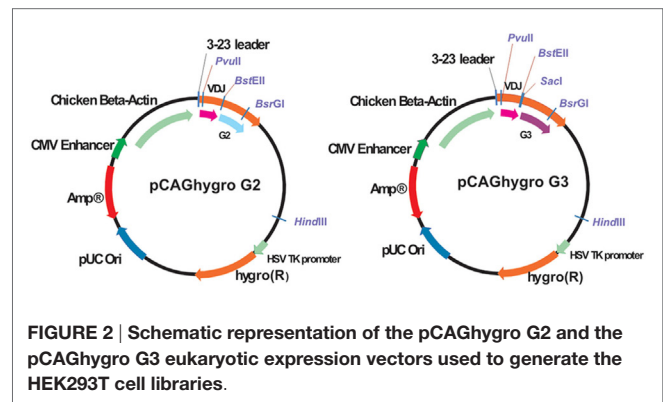 3-23 leader
PvuII
VDJ
BstEII
BsrGI
Chicken Beta-Actin
G2
CMV Enhancer
pCAGhygro G2
Amp®
HindIII
pUC Ori
HSV TK promoter
hygro(R)
PvuII
3-23 leader
BstEII
VDJ
SacI
Chicken Beta-Actin
BsrGI
G3
CMV Enhancer
pCAGhygro G3
Amp®
HindIII
pUC Ori
HSV TK promoter
hygro(R)
FIGURE 2 | Schematic representation of the pCAGhygro G2 and the
pCAGhygro G3 eukaryotic expression vectors used to generate the
HEK293T cell libraries.